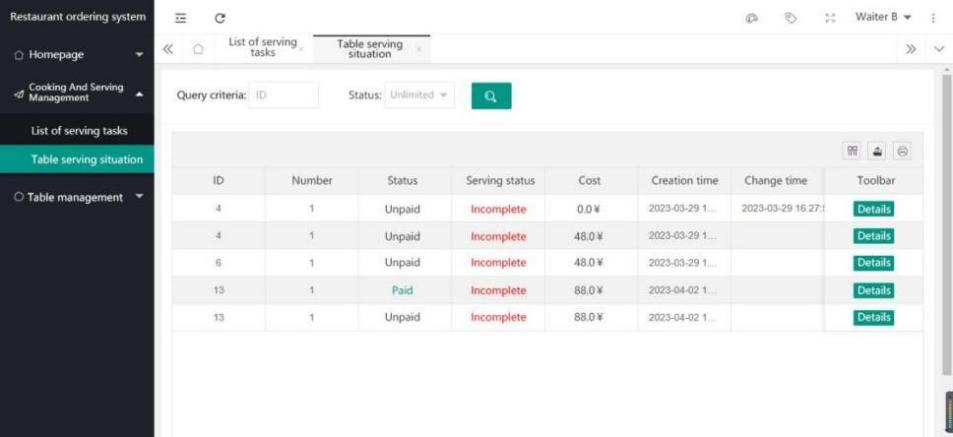 Restaurant ordering system
Waiter B
Homepage
List of serving
tasks
Table serving
situation
Cooking And Serving
Management
List of serving tasks
Table serving situation
Table management
Query criteria: ID Status: Unlimited
ID Number Status Serving status Cost Creation time Change time Toolbar
4 1 Unpaid Incomplete 0.0 ¥ 2023-03-29 1... 2023-03-29 16:27: Details
4 1 Unpaid Incomplete 48.0 ¥ 2023-03-29 1... Details
6 1 Unpaid Incomplete 48.0 ¥ 2023-03-29 1... Details
13 1 Paid Incomplete 88.0 ¥ 2023-04-02 1... Details
13 1 Unpaid Incomplete 88.0 ¥ 2023-04-02 1... Details